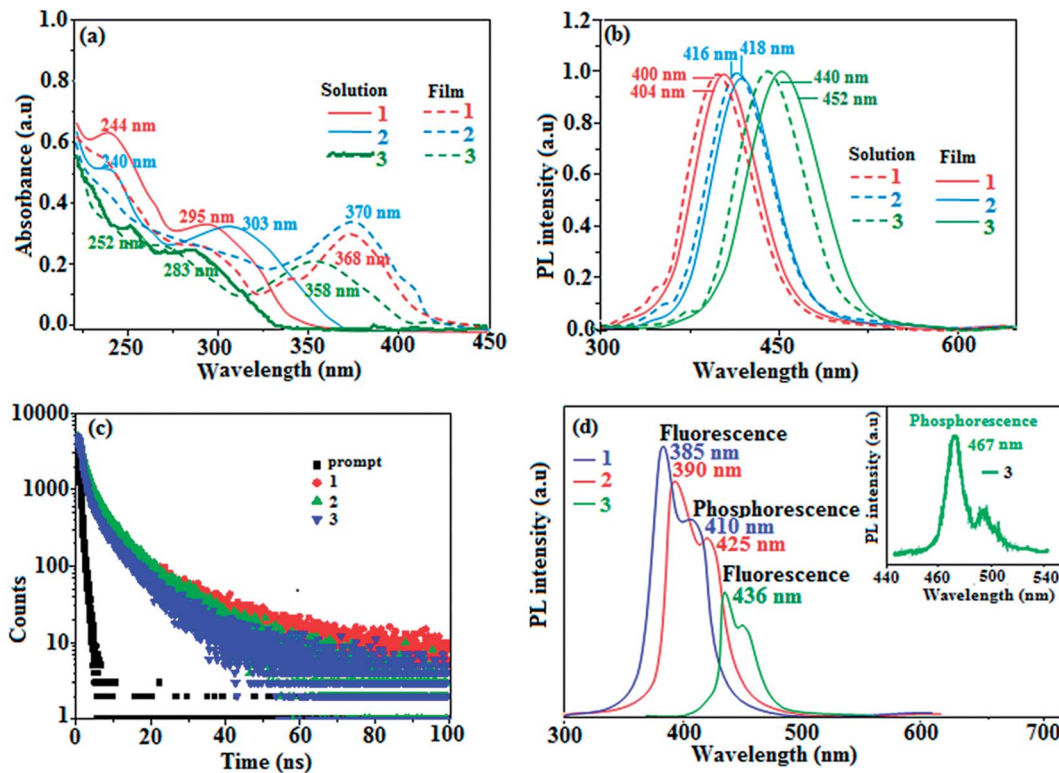 (a)
Absorbance (a.u)
1.0
0.8
0.6
0.4
0.2
0.0
250 300 350 400 450
Wavelength (nm)
Solution Film
1 1
2 2
3 3
244 nm
240 nm
295 nm
303 nm
370 nm
252 nm
283 nm
368 nm
358 nm
(b)
PL intensity (a.u)
1.2
1.0
0.8
0.6
0.4
0.2
0.0
300 450 600
Wavelength (nm)
416 nm 418 nm
400 nm
404 nm
440 nm
452 nm
Solution Film
1 1
2 2
3 3
(c)
Counts
10000
1000
100
10
1
0 20 40 60 80 100
Time (ns)
prompt
1
2
3
(d)
PL intensity (a.u)
300 400 500 600 700
Wavelength (nm)
1
2
3
Fluorescence
385 nm
390 nm
Phosphorescence
410 nm
425 nm
Fluorescence
436 nm
PL intensity (a.u)
Phosphorescence
467 nm
3
440 460 480 500 520 540
Wavelength (nm)